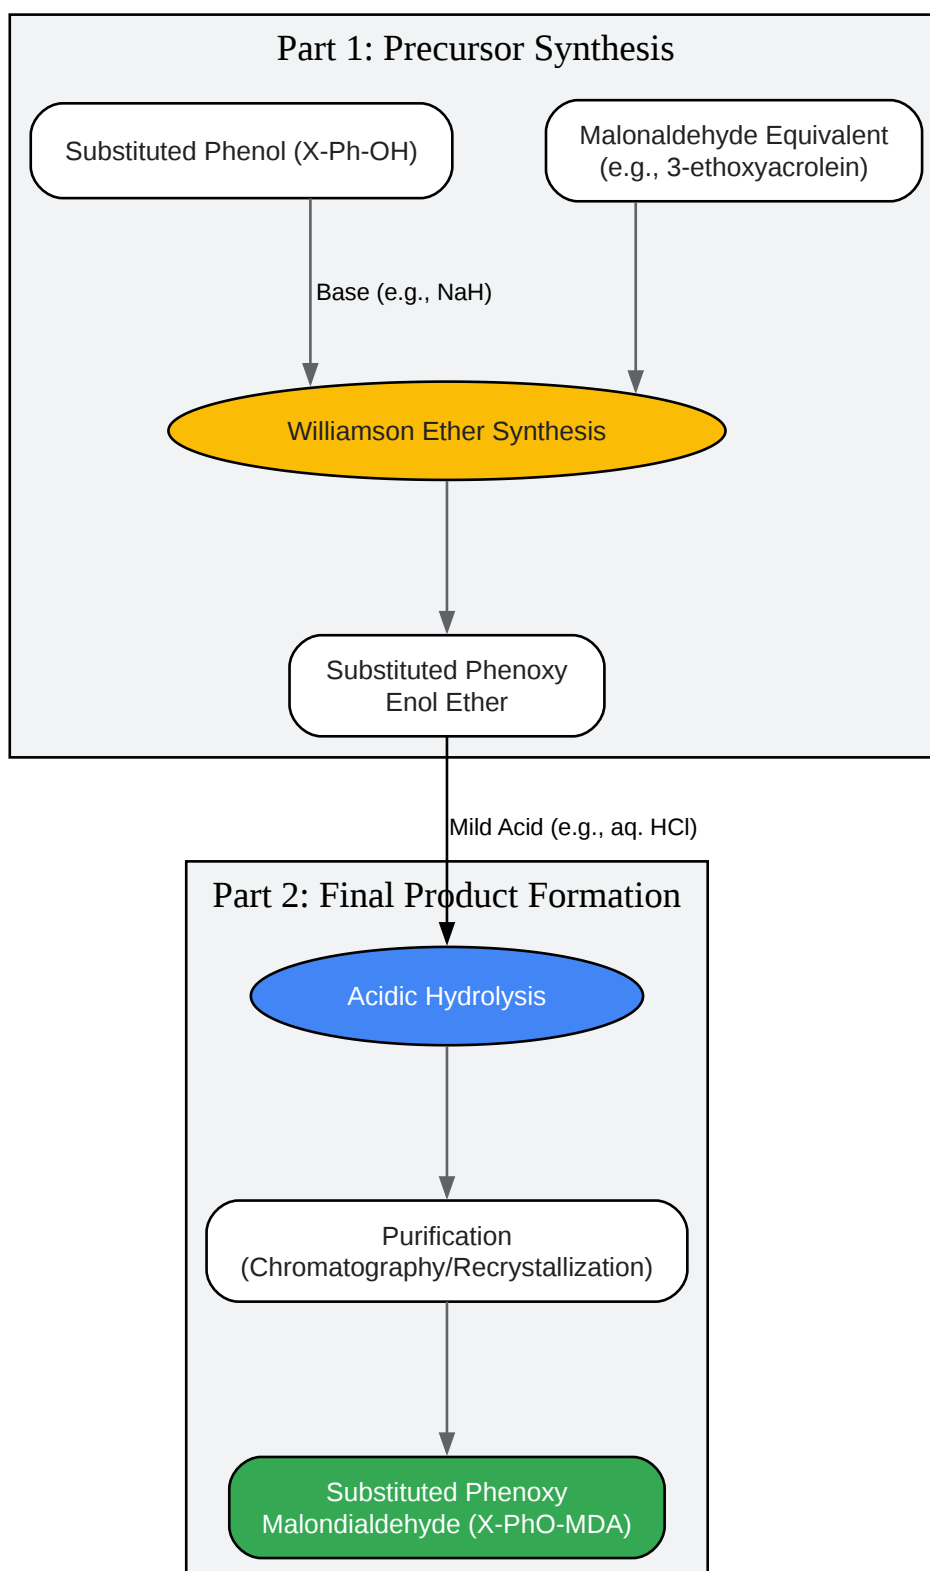 Part 1: Precursor Synthesis
Substituted Phenol (X-Ph-OH)
Malonaldehyde Equivalent
(e.g., 3-ethoxyacrolein)
Base (e.g., NaH)
Williamson Ether Synthesis
Substituted Phenoxy
Enol Ether
Mild Acid (e.g., aq. HCl)
Part 2: Final Product Formation
Acidic Hydrolysis
Purification
(Chromatography/Recrystallization)
Substituted Phenoxy
Malondialdehyde (X-PhO-MDA)